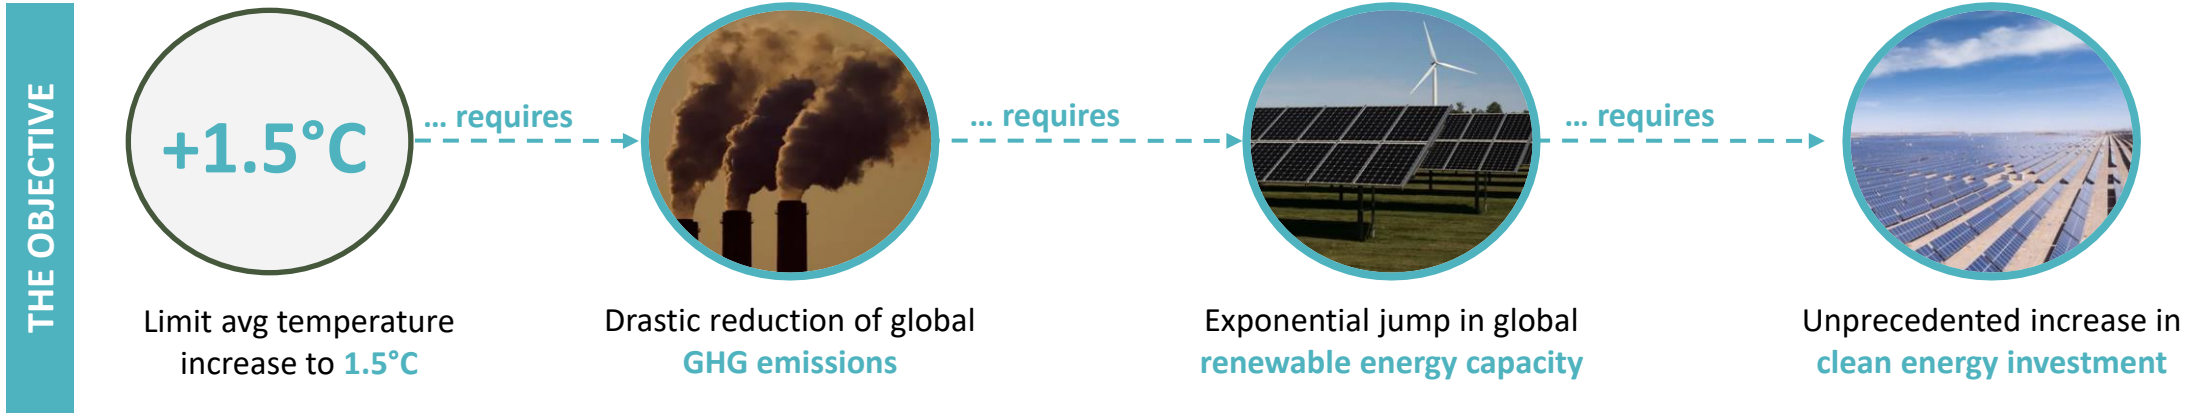 THE OBJECTIVE
+1.5°C
... requires
... requires
... requires
Limit avg temperature
increase to 1.5°C
Drastic reduction of global
GHG emissions
Exponential jump in global
renewable energy capacity
Unprecedented increase in
clean energy investment